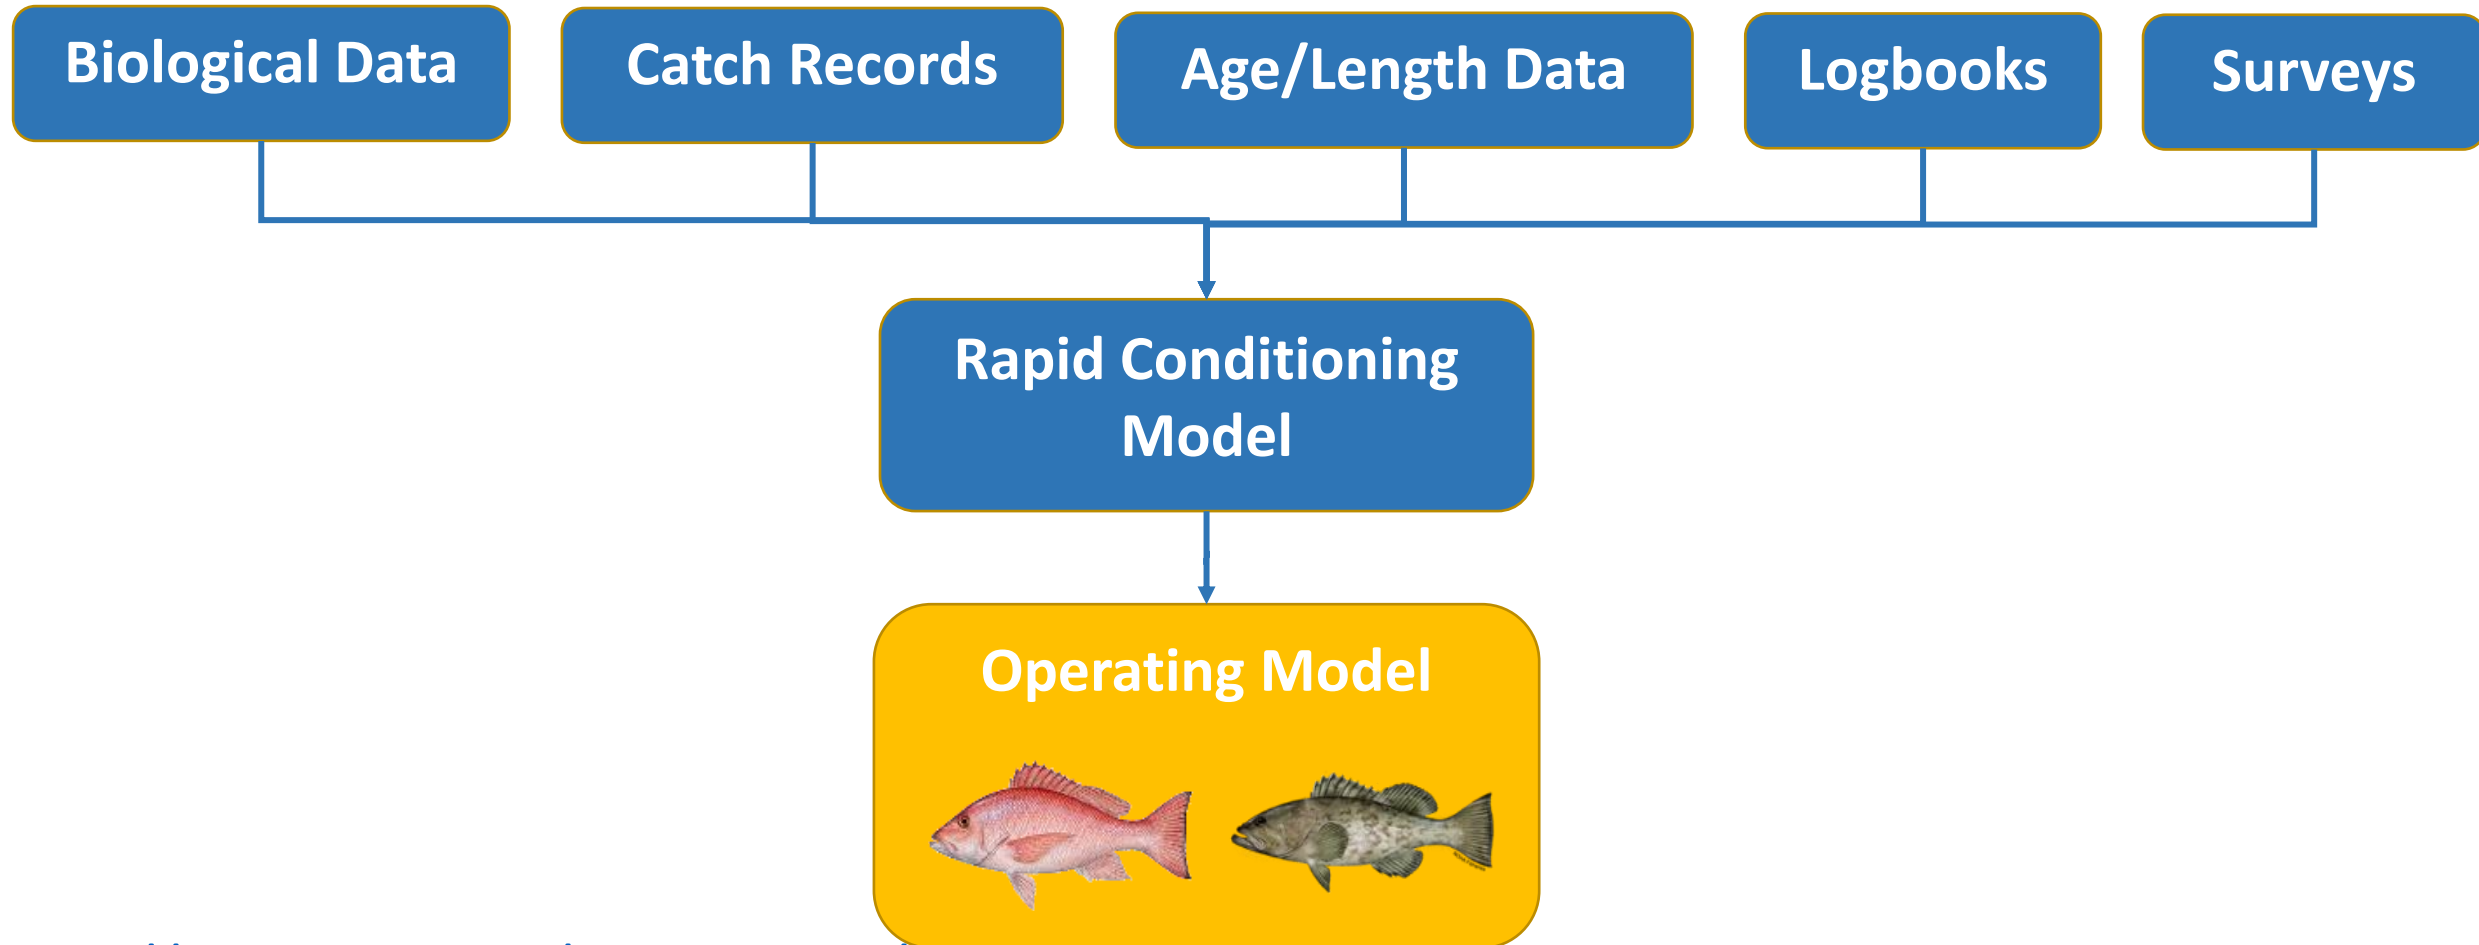 Biological Data
Catch Records
Age/Length Data
Logbooks
Surveys
Rapid Conditioning
Model
Operating Model